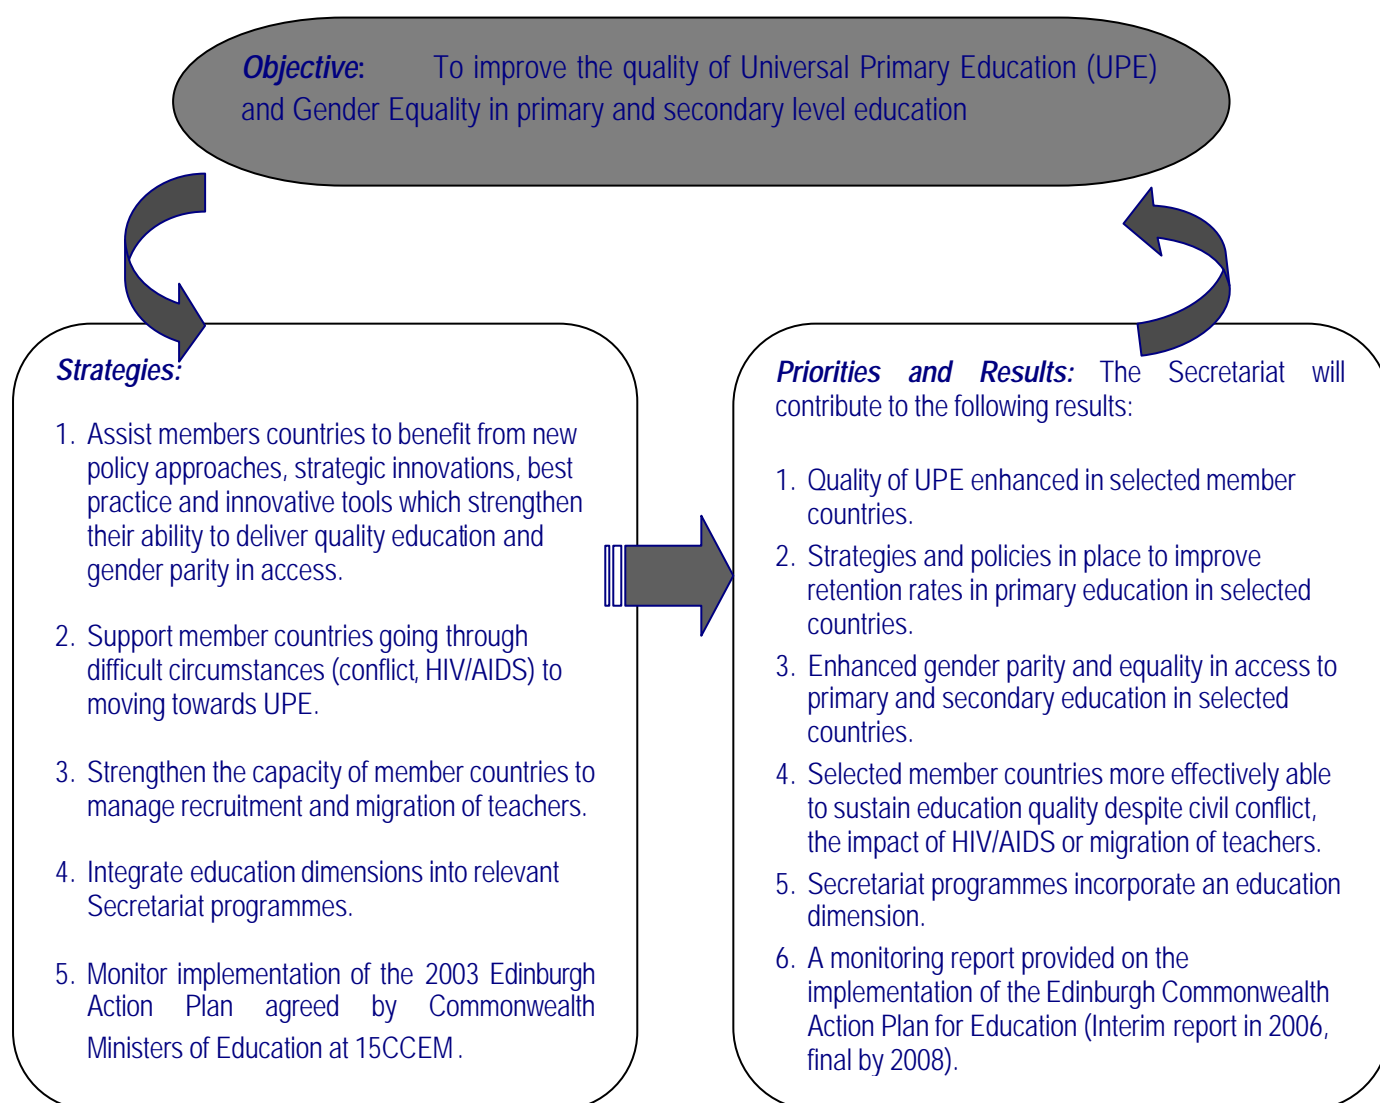 Objective: To improve the quality of Universal Primary Education (UPE)
and Gender Equality in primary and secondary level education
Strategies:
1. Assist members countries to benefit from new
policy approaches, strategic innovations, best
practice and innovative tools which strengthen
their ability to deliver quality education and
gender parity in access.
2. Support member countries going through
difficult circumstances (conflict, HIV/AIDS) to
moving towards UPE.
3. Strengthen the capacity of member countries to
manage recruitment and migration of teachers.
4. Integrate education dimensions into relevant
Secretariat programmes.
5. Monitor implementation of the 2003 Edinburgh
Action Plan agreed by Commonwealth
Ministers of Education at 15CCEM.
Priorities and Results: The Secretariat will
contribute to the following results:
1. Quality of UPE enhanced in selected member
countries.
2. Strategies and policies in place to improve
retention rates in primary education in selected
countries.
3. Enhanced gender parity and equality in access to
primary and secondary education in selected
countries.
4. Selected member countries more effectively able
to sustain education quality despite civil conflict,
the impact of HIV/AIDS or migration of teachers.
5. Secretariat programmes incorporate an education
dimension.
6. A monitoring report provided on the
implementation of the Edinburgh Commonwealth
Action Plan for Education (Interim report in 2006,
final by 2008).